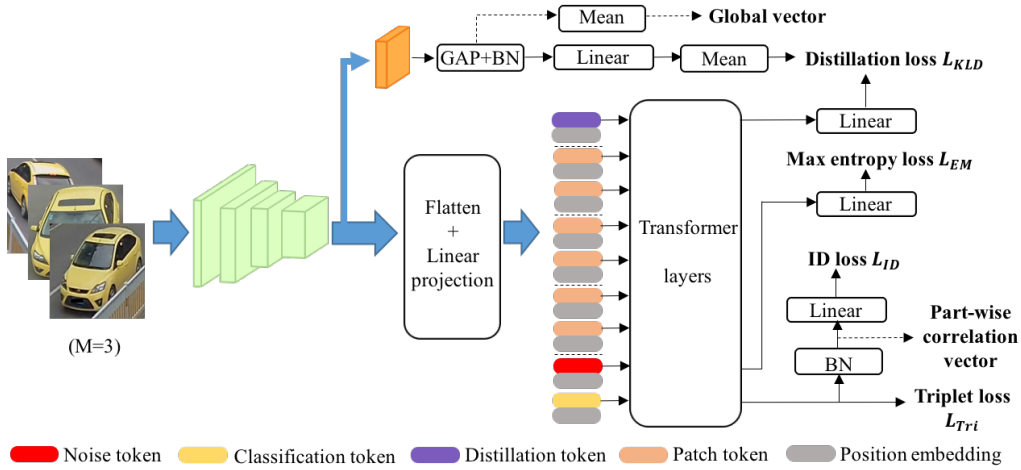 Mean
Global vector
GAP+BN
Linear
Mean
Distillation loss L_KLD
Linear
Max entropy loss L_EM
Linear
Flatten
+
Linear
projection
Transformer
layers
ID loss L_ID
Linear
Part-wise
correlation
vector
BN
Triplet loss
L_Tri
(M=3)
Noise token
Classification token
Distillation token
Patch token
Position embedding